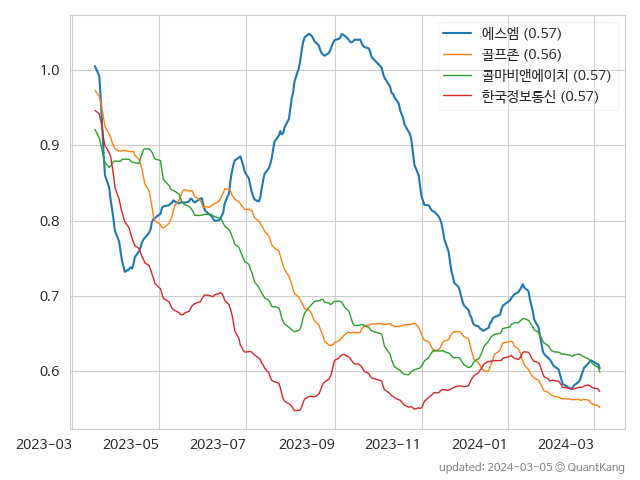 에스엠 (0.57)
골프존 (0.56)
콜마비앤에이치 (0.57)
한국정보통신 (0.57)
1.0
0.9
0.8
0.7
0.6
2023-03 2023-05 2023-07 2023-09 2023-11 2024-01 2024-03
updated: 2024-03-05 © QuantKang